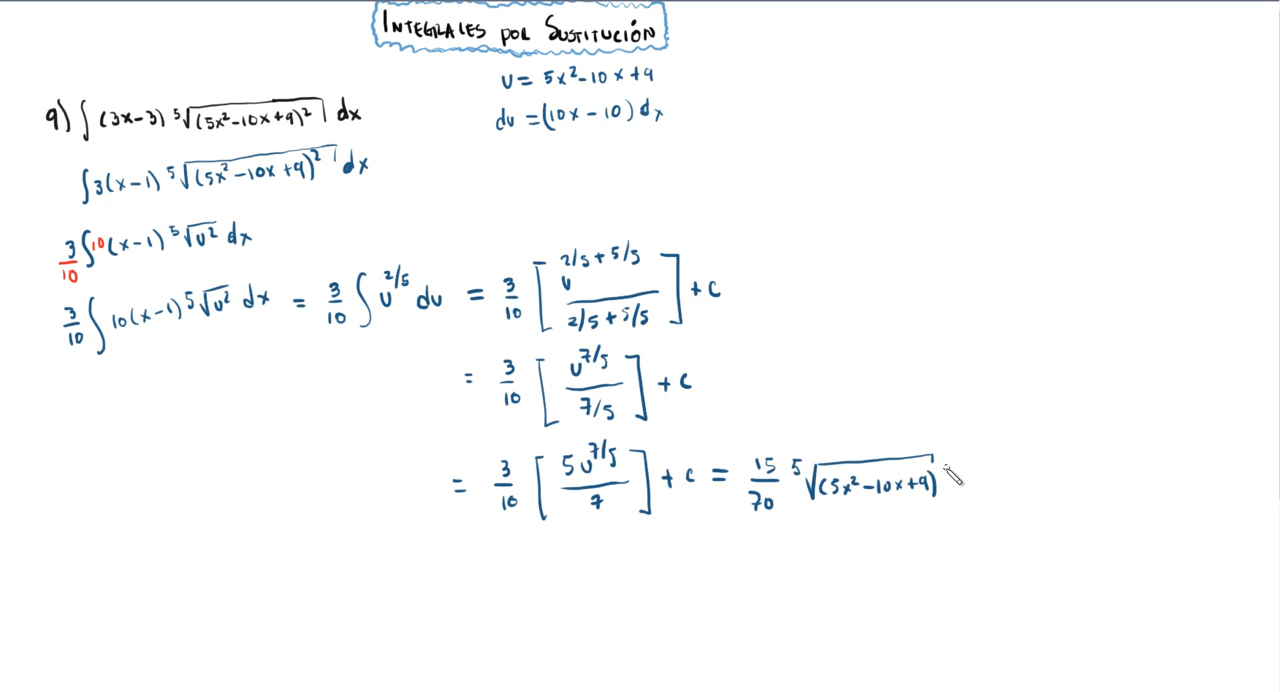 INTEGRALES POR SUSTITUCIÓN
u = 5x²-10x+9
du = (10x - 10) dx
9) ∫ (3x-3) ⁵√(5x²-10x+9)² dx
∫3(x-1) ⁵√(5x²-10x+9)² dx
3/10 ∫10(x-1) ⁵√u² dx
3/10 ∫ 10(x-1) ⁵√u² dx = 3/10 ∫ u^2/5 du = 3/10 [ u^2/5+5/5 / 2/5+5/5 ] + c
= 3/10 [ u^7/5 / 7/5 ] + c
= 3/10 [ 5u^7/5 / 7 ] + c = 15/70 ⁵√(5x²-10x+9)